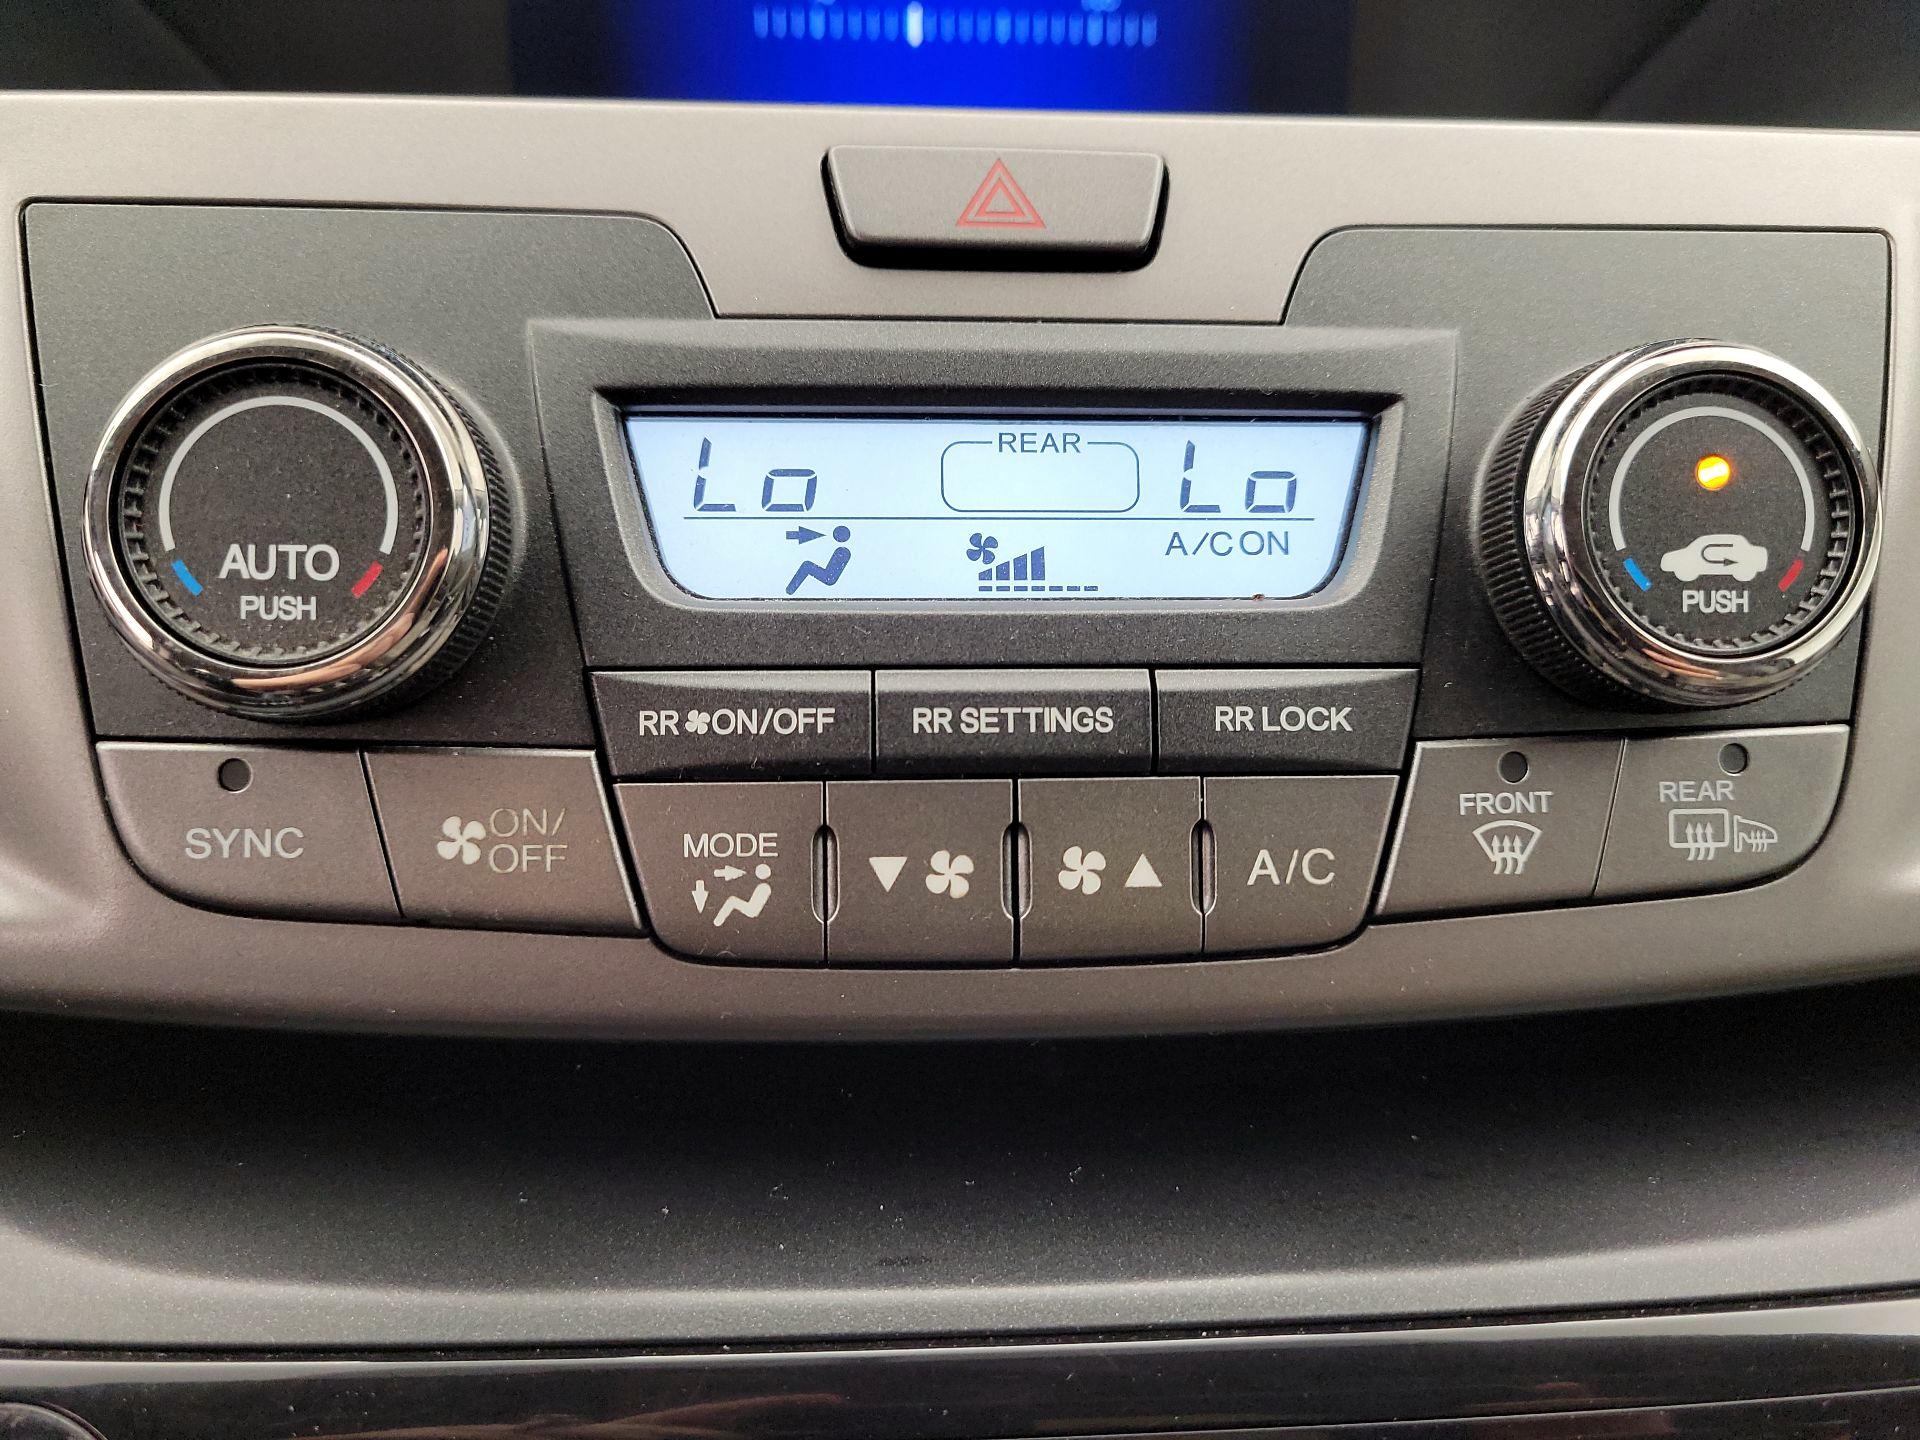 Lo
REAR
Lo
A/C ON
AUTO
PUSH
PUSH
RR ON/OFF
RR SETTINGS
RR LOCK
SYNC
ON/
OFF
MODE
A/C
FRONT
REAR